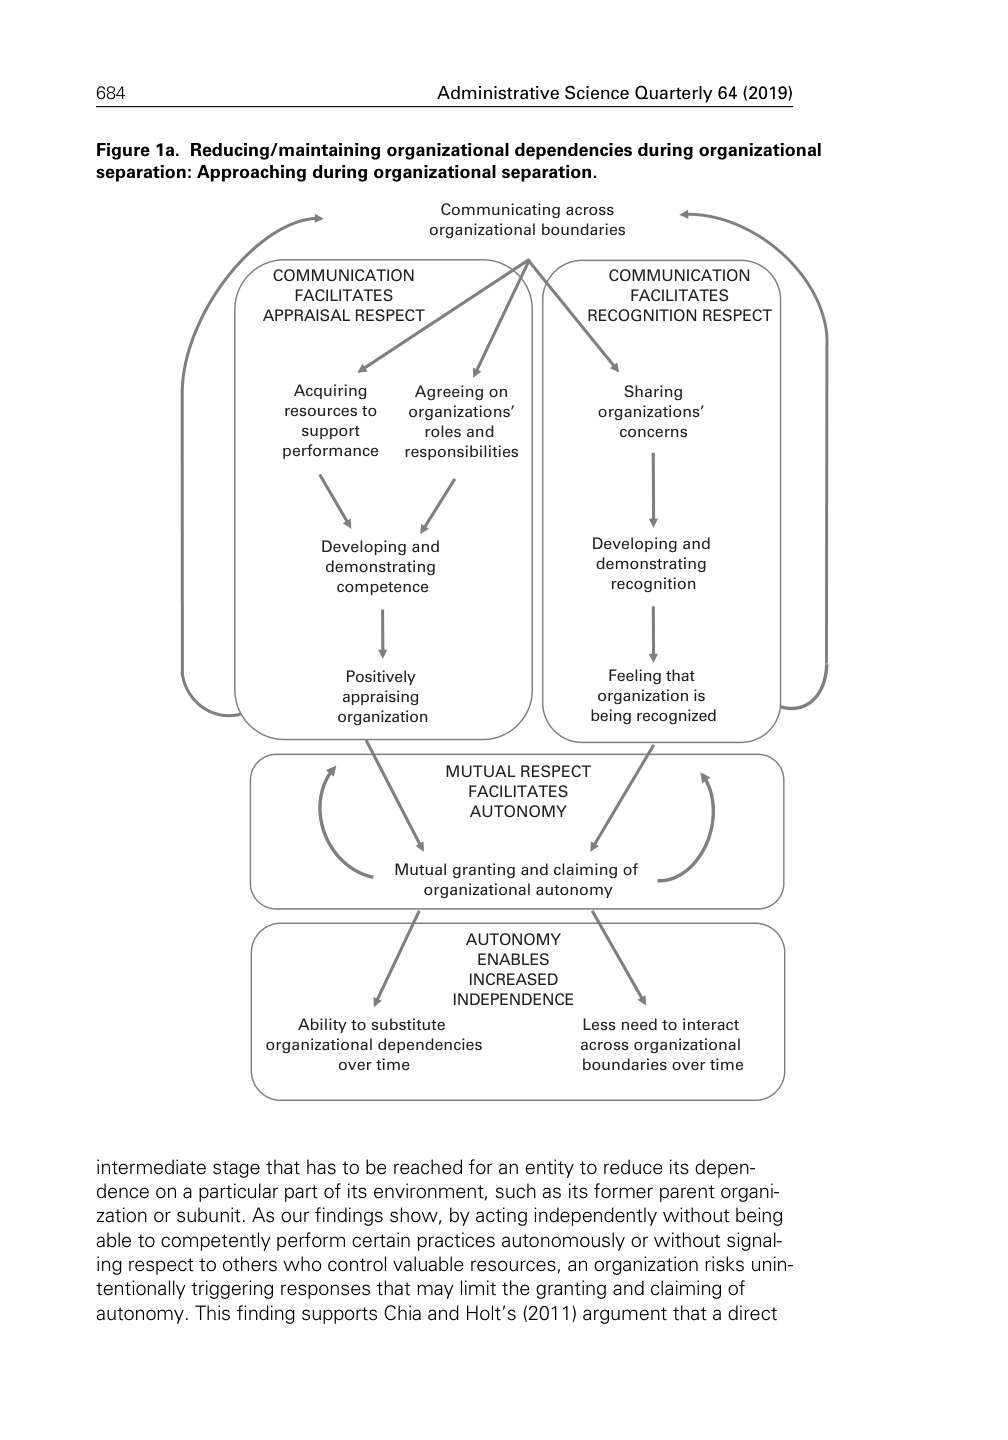 684
Administrative Science Quarterly 64 (2019)
Figure 1a. Reducing/maintaining organizational dependencies during organizational
separation: Approaching during organizational separation.
Communicating across
organizational boundaries
COMMUNICATION
FACILITATES
APPRAISAL RESPECT
COMMUNICATION
FACILITATES
RECOGNITION RESPECT
Acquiring
resources to
support
performance
Agreeing on
organizations’
roles and
responsibilities
Sharing
organizations’
concerns
Developing and
demonstrating
competence
Developing and
demonstrating
recognition
Positively
appraising
organization
Feeling that
organization is
being recognized
MUTUAL RESPECT
FACILITATES
AUTONOMY
Mutual granting and claiming of
organizational autonomy
AUTONOMY
ENABLES
INCREASED
INDEPENDENCE
Ability to substitute
organizational dependencies
over time
Less need to interact
across organizational
boundaries over time
intermediate stage that has to be reached for an entity to reduce its depen-
dence on a particular part of its environment, such as its former parent organi-
zation or subunit. As our findings show, by acting independently without being
able to competently perform certain practices autonomously or without signal-
ing respect to others who control valuable resources, an organization risks unin-
tentionally triggering responses that may limit the granting and claiming of
autonomy. This finding supports Chia and Holt’s (2011) argument that a direct